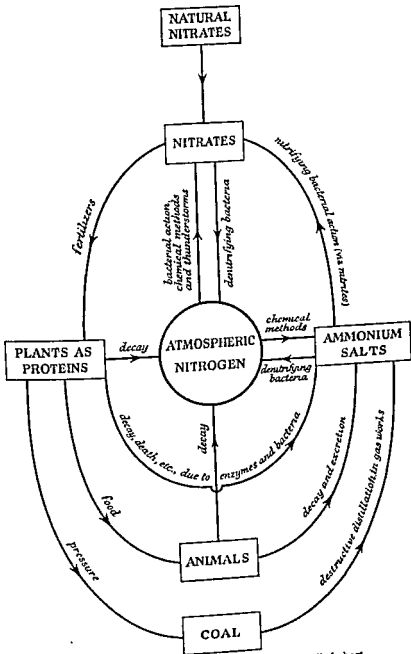 NATURAL
NITRATES
NITRATES
fertilizers
bacterial action,
chemical methods
and thunderstorms
denutrifying bacteria
nitrifying bacterial action (via nitrites)
PLANTS AS
PROTEINS
decay
ATMOSPHERIC
NITROGEN
chemical
methods
denutrifying
bacteria
AMMONIUM
SALTS
decay, death, etc., due to enzymes and bacteria
decay
food
decay and excretion
ANIMALS
pressure
destructive distillation in gas works
COAL